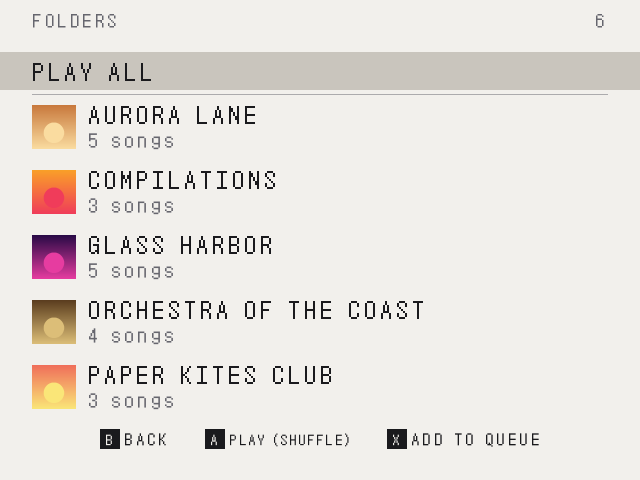 FOLDERS 6
PLAY ALL
AURORA LANE
5 songs
COMPILATIONS
3 songs
GLASS HARBOR
5 songs
ORCHESTRA OF THE COAST
4 songs
PAPER KITES CLUB
3 songs
B BACK A PLAY (SHUFFLE) X ADD TO QUEUE